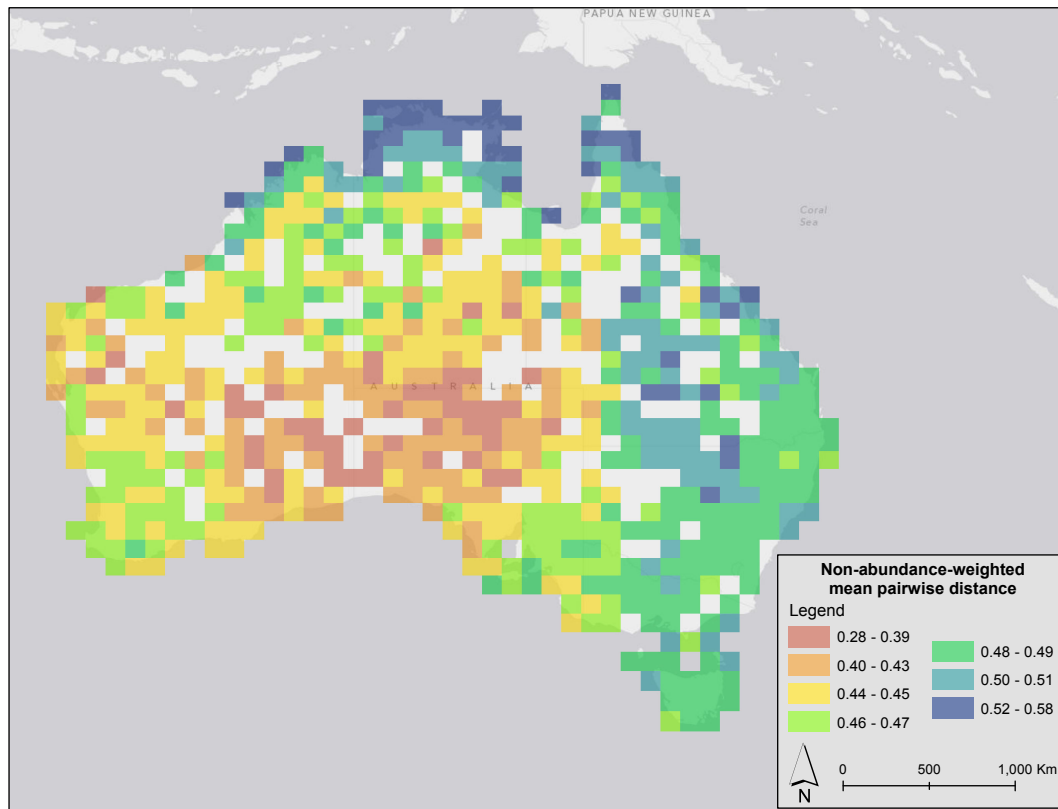 PAPUA NEW GUINEA
Coral
Sea
AUSTRALIA
Non-abundance-weighted
mean pairwise distance
Legend
0.28 - 0.39
0.40 - 0.43
0.44 - 0.45
0.46 - 0.47
0.48 - 0.49
0.50 - 0.51
0.52 - 0.58
N
0 500 1,000 Km